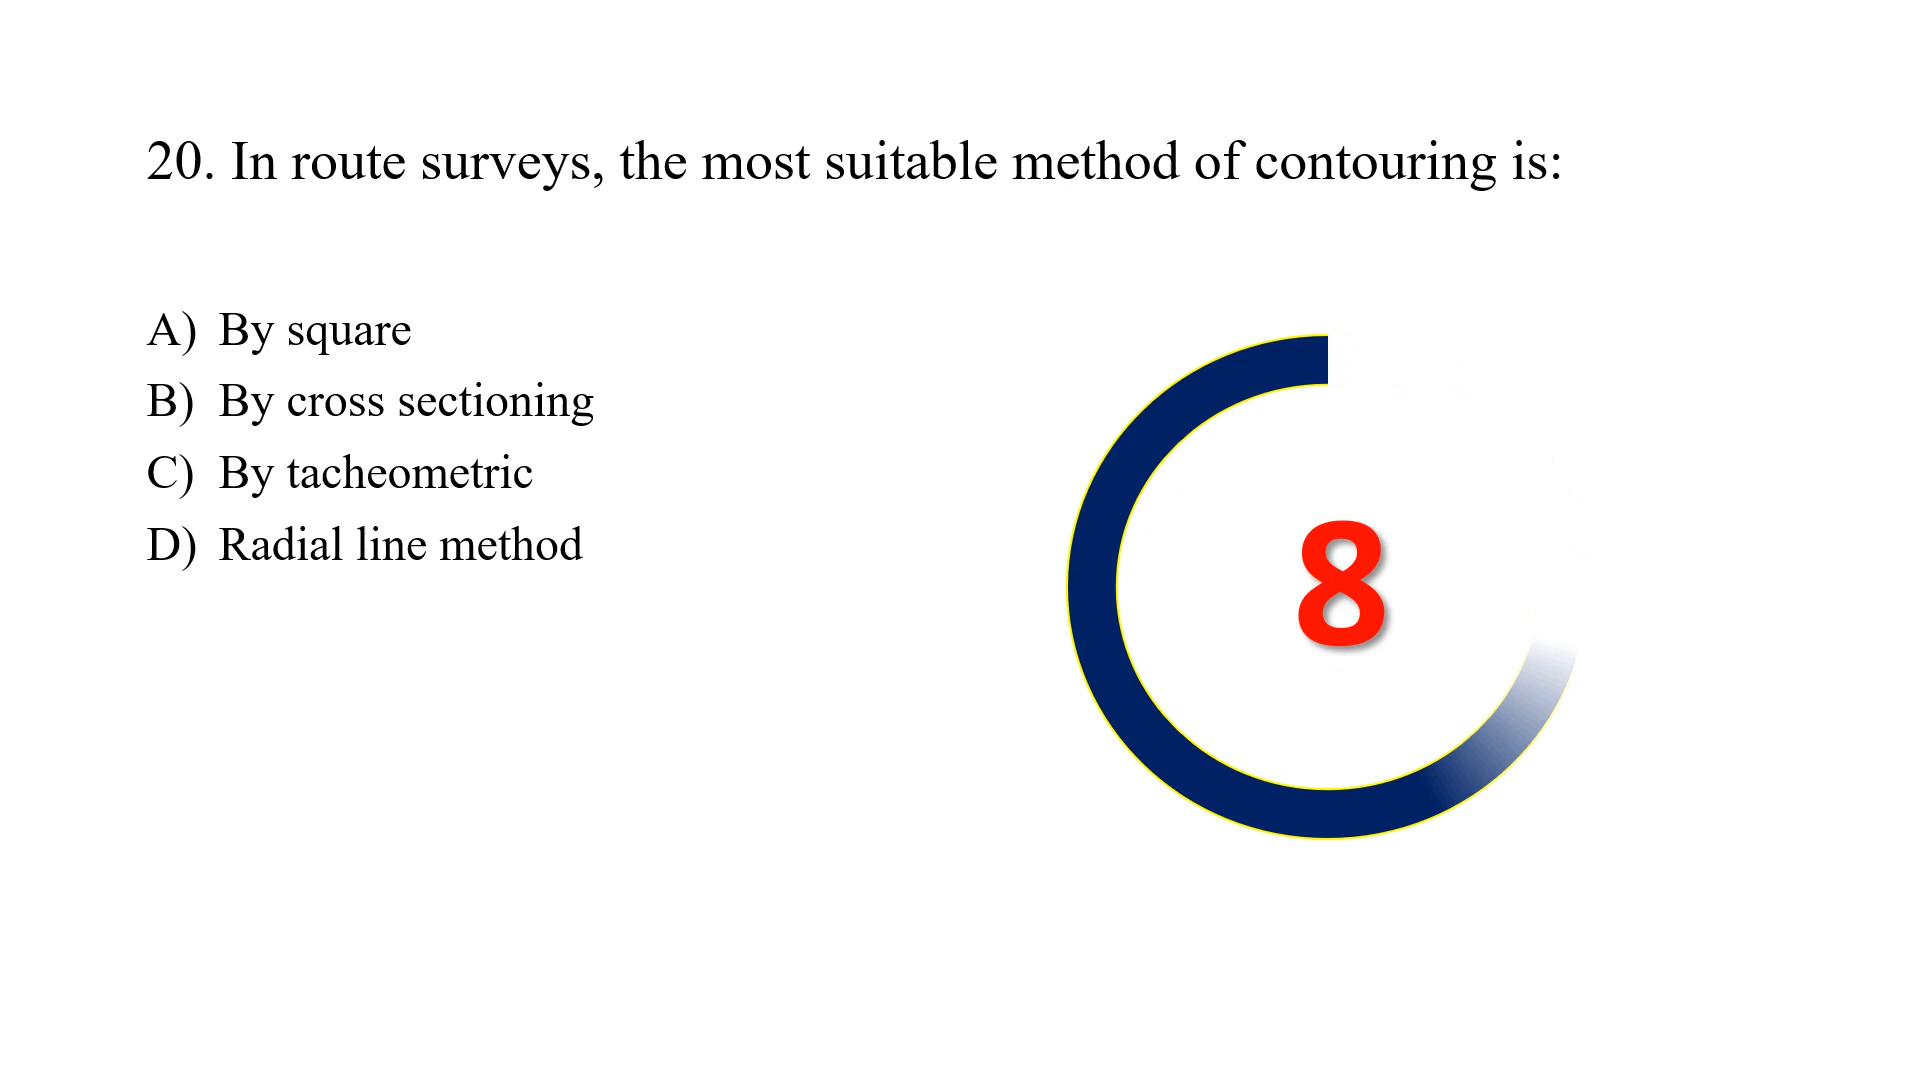 20. In route surveys, the most suitable method of contouring is:
A) By square
B) By cross sectioning
C) By tacheometric
D) Radial line method
8